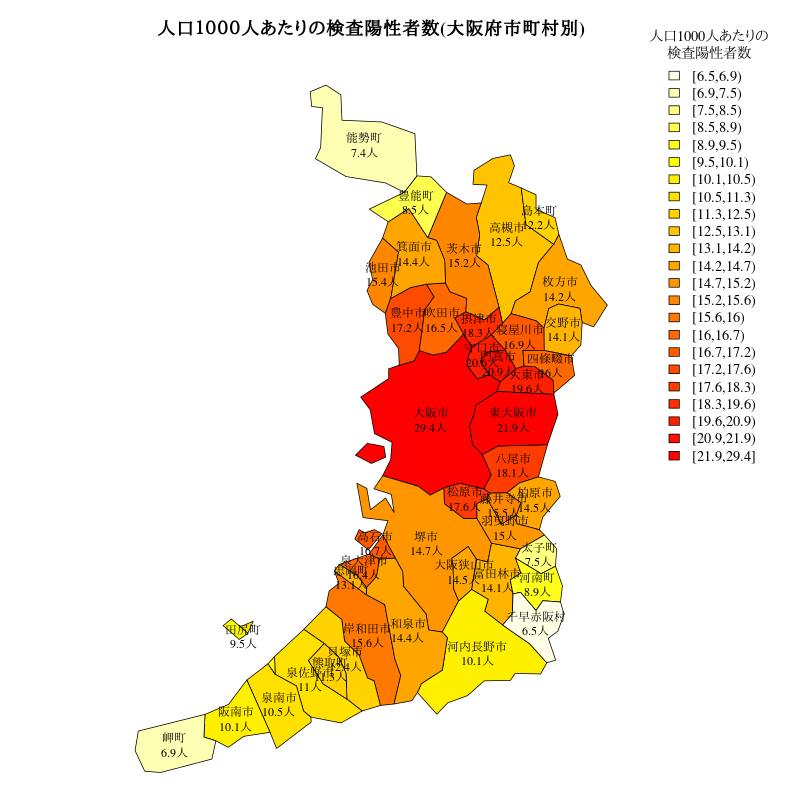 人口1000人あたりの検査陽性者数(大阪府市町村別)
人口1000人あたりの
検査陽性者数
[6.5,6.9)
[6.9,7.5)
[7.5,8.5)
[8.5,8.9)
[8.9,9.5)
[9.5,10.1)
[10.1,10.5)
[10.5,11.3)
[11.3,12.5)
[12.5,13.1)
[13.1,14.2)
[14.2,14.7)
[14.7,15.2)
[15.2,15.6)
[15.6,16)
[16,16.7)
[16.7,17.2)
[17.2,17.6)
[17.6,18.3)
[18.3,19.6)
[19.6,20.9)
[20.9,21.9)
[21.9,29.4]
能勢町
7.4人
豊能町
8.5人
島本町
12.2人
高槻市
12.5人
箕面市
14.4人
茨木市
15.2人
池田市
15.4人
枚方市
14.2人
豊中市
17.2人
吹田市
16.5人
摂津市
18.3人
寝屋川市
16.9人
交野市
14.1人
守口市
20.6人
門真市
20.9人
四條畷市
16人
大東市
19.6人
大阪市
29.4人
東大阪市
21.9人
八尾市
18.1人
松原市
17.6人
藤井寺市
15.5人
柏原市
14.5人
羽曳野市
15人
高石市
16.7人
堺市
14.7人
太子町
7.5人
泉大津市
16.4人
忠岡町
13.1人
大阪狭山市
14.5人
富田林市
14.1人
河南町
8.9人
千早赤阪村
6.5人
田尻町
9.5人
岸和田市
15.6人
和泉市
14.4人
河内長野市
10.1人
貝塚市
12.4人
熊取町
11.3人
泉佐野市
11人
泉南市
10.5人
阪南市
10.1人
岬町
6.9人